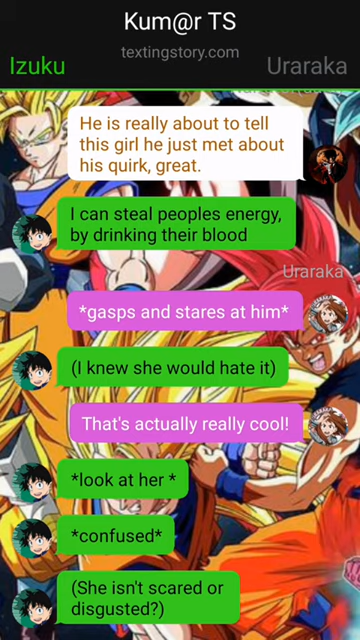 Kum@r TS
textingstory.com
Izuku
Uraraka
He is really about to tell
this girl he just met about
his quirk, great.
I can steal peoples energy,
by drinking their blood
Uraraka
*gasps and stares at him*
(I knew she would hate it)
That's actually really cool!
*look at her *
*confused*
(She isn't scared or
disgusted?)